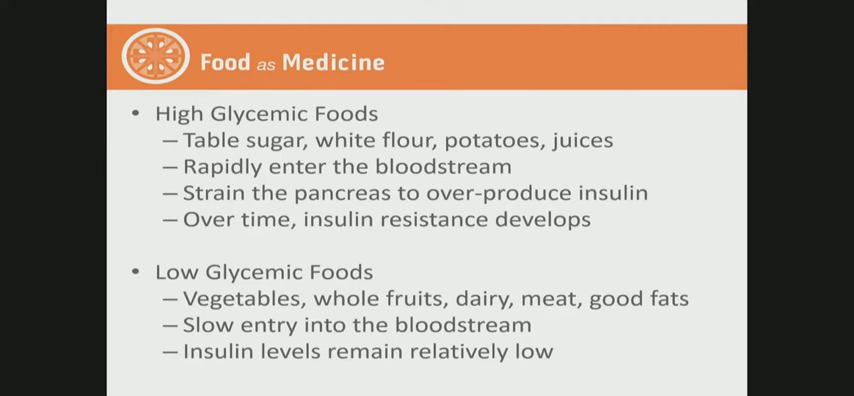 Food as Medicine
• High Glycemic Foods
– Table sugar, white flour, potatoes, juices
– Rapidly enter the bloodstream
– Strain the pancreas to over-produce insulin
– Over time, insulin resistance develops
• Low Glycemic Foods
– Vegetables, whole fruits, dairy, meat, good fats
– Slow entry into the bloodstream
– Insulin levels remain relatively low